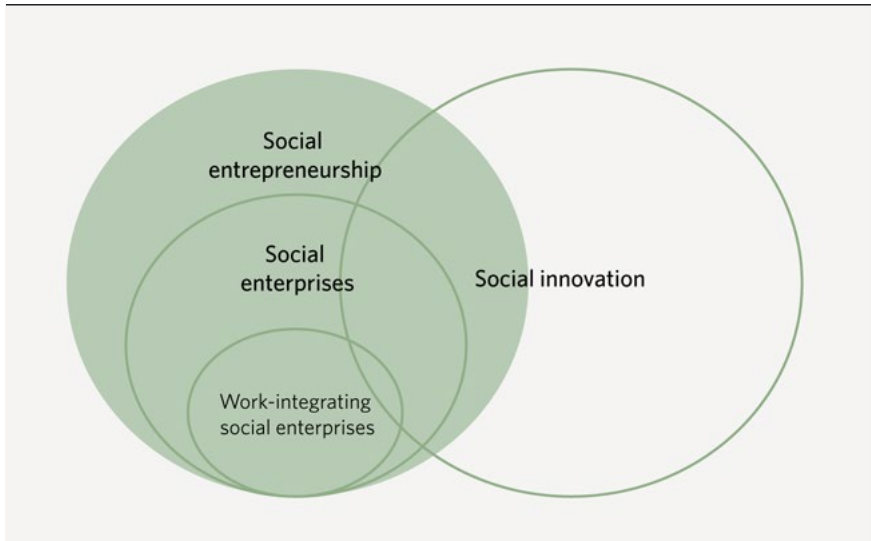 Social
entrepreneurship
Social
enterprises
Social innovation
Work-integrating
social enterprises